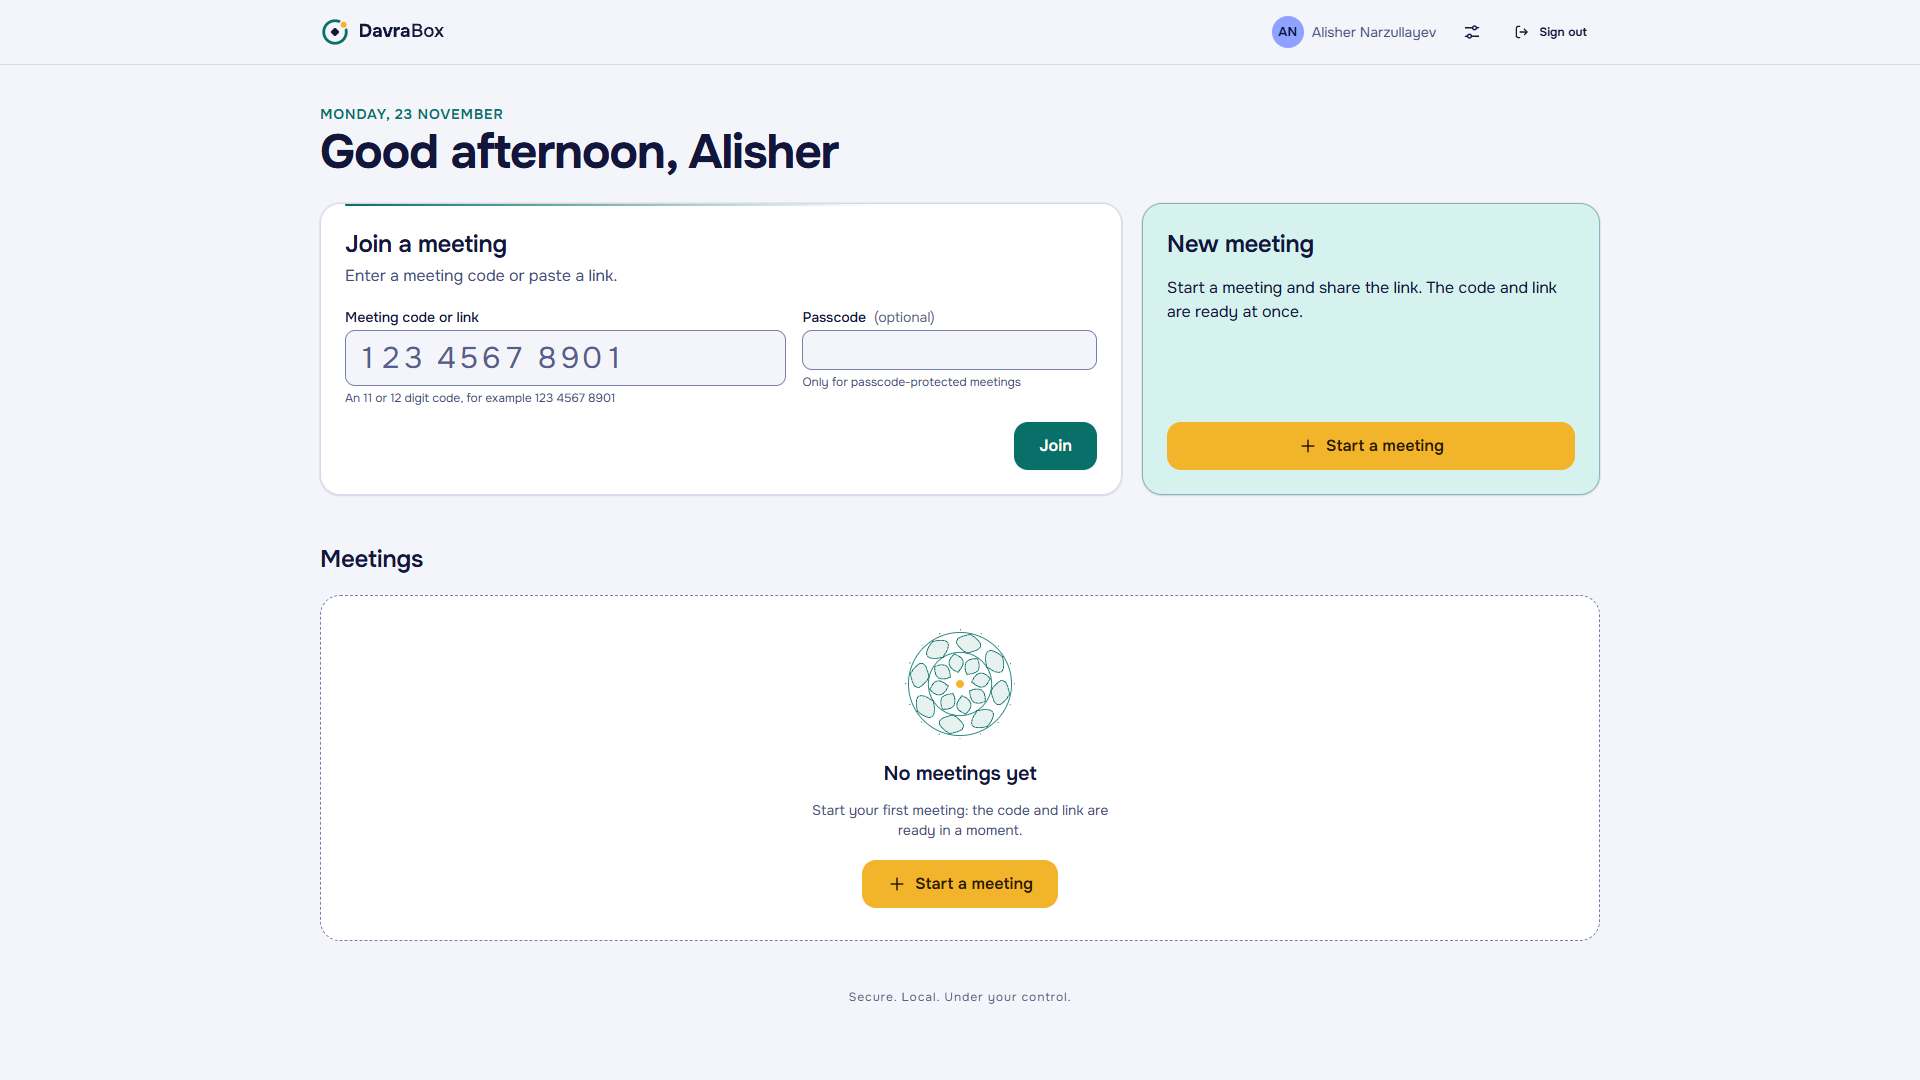 DavraBox
AN Alisher Narzullayev
Sign out
MONDAY, 23 NOVEMBER
Good afternoon, Alisher
Join a meeting
Enter a meeting code or paste a link.
Meeting code or link
123 4567 8901
An 11 or 12 digit code, for example 123 4567 8901
Passcode (optional)
Only for passcode-protected meetings
Join
New meeting
Start a meeting and share the link. The code and link
are ready at once.
Start a meeting
Meetings
No meetings yet
Start your first meeting: the code and link are
ready in a moment.
Start a meeting
Secure. Local. Under your control.